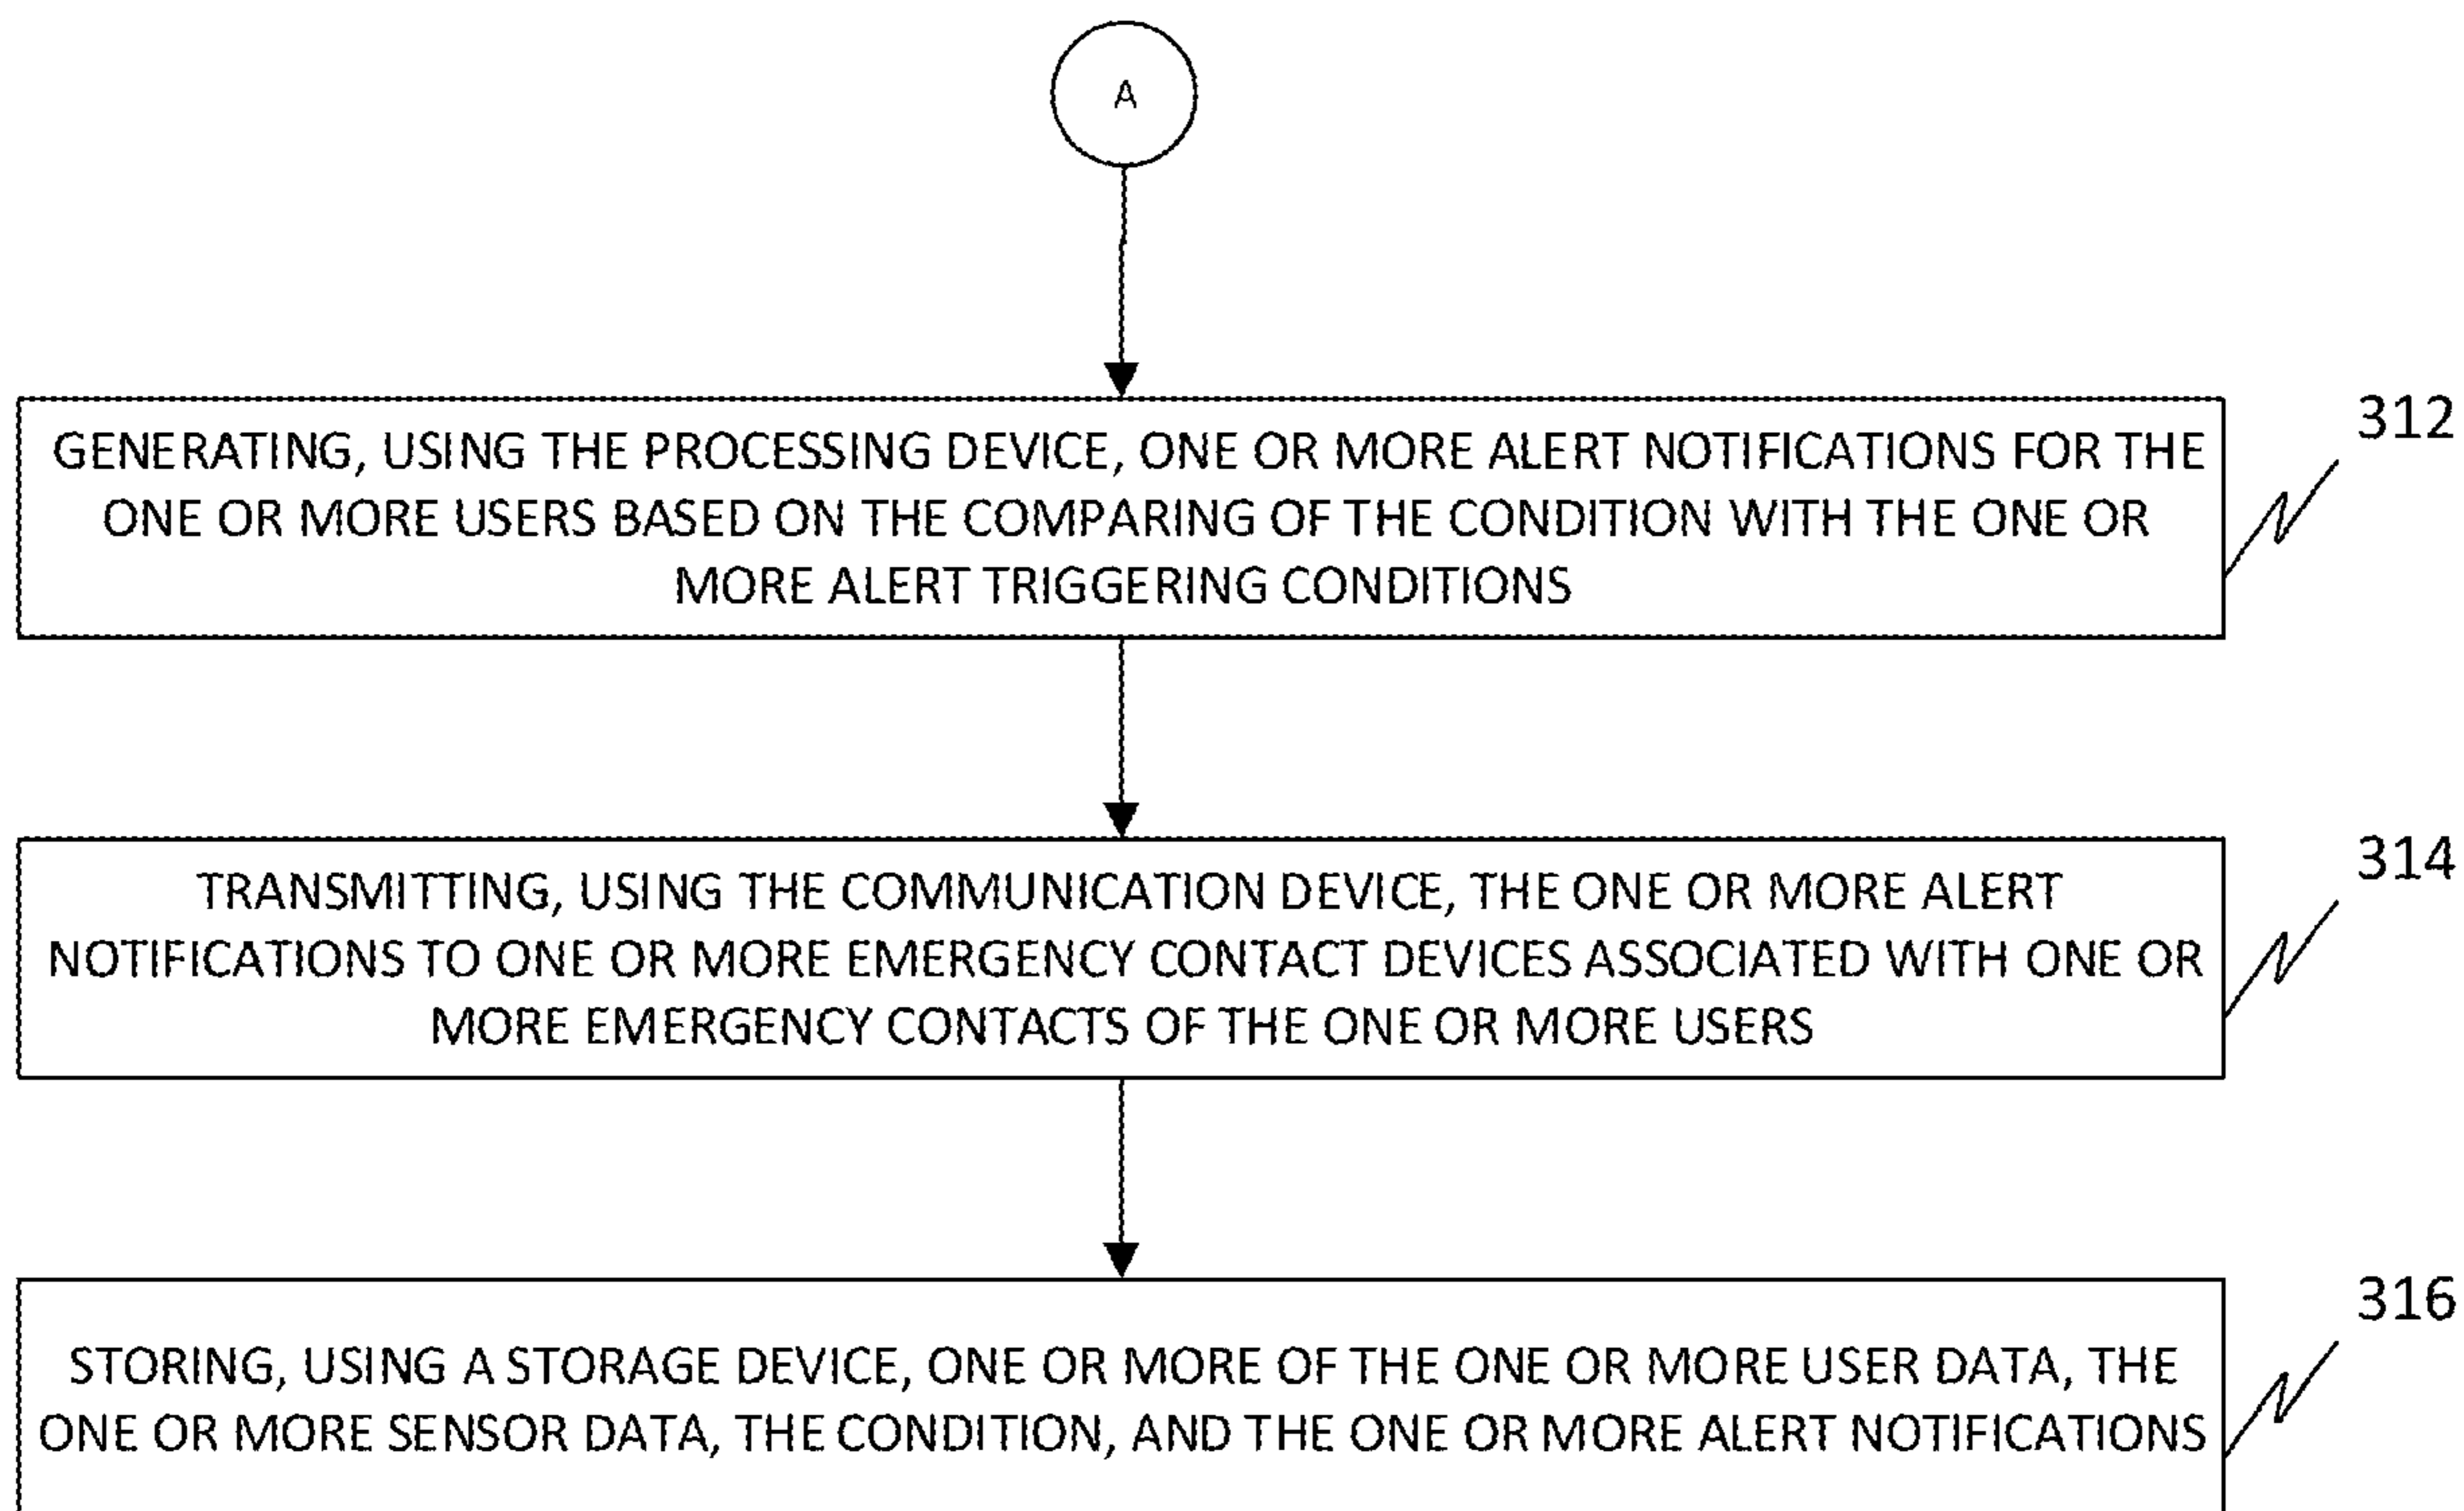 A
312
GENERATING, USING THE PROCESSING DEVICE, ONE OR MORE ALERT NOTIFICATIONS FOR THE
ONE OR MORE USERS BASED ON THE COMPARING OF THE CONDITION WITH THE ONE OR
MORE ALERT TRIGGERING CONDITIONS
314
TRANSMITTING, USING THE COMMUNICATION DEVICE, THE ONE OR MORE ALERT
NOTIFICATIONS TO ONE OR MORE EMERGENCY CONTACT DEVICES ASSOCIATED WITH ONE OR
MORE EMERGENCY CONTACTS OF THE ONE OR MORE USERS
316
STORING, USING A STORAGE DEVICE, ONE OR MORE OF THE ONE OR MORE USER DATA, THE
ONE OR MORE SENSOR DATA, THE CONDITION, AND THE ONE OR MORE ALERT NOTIFICATIONS